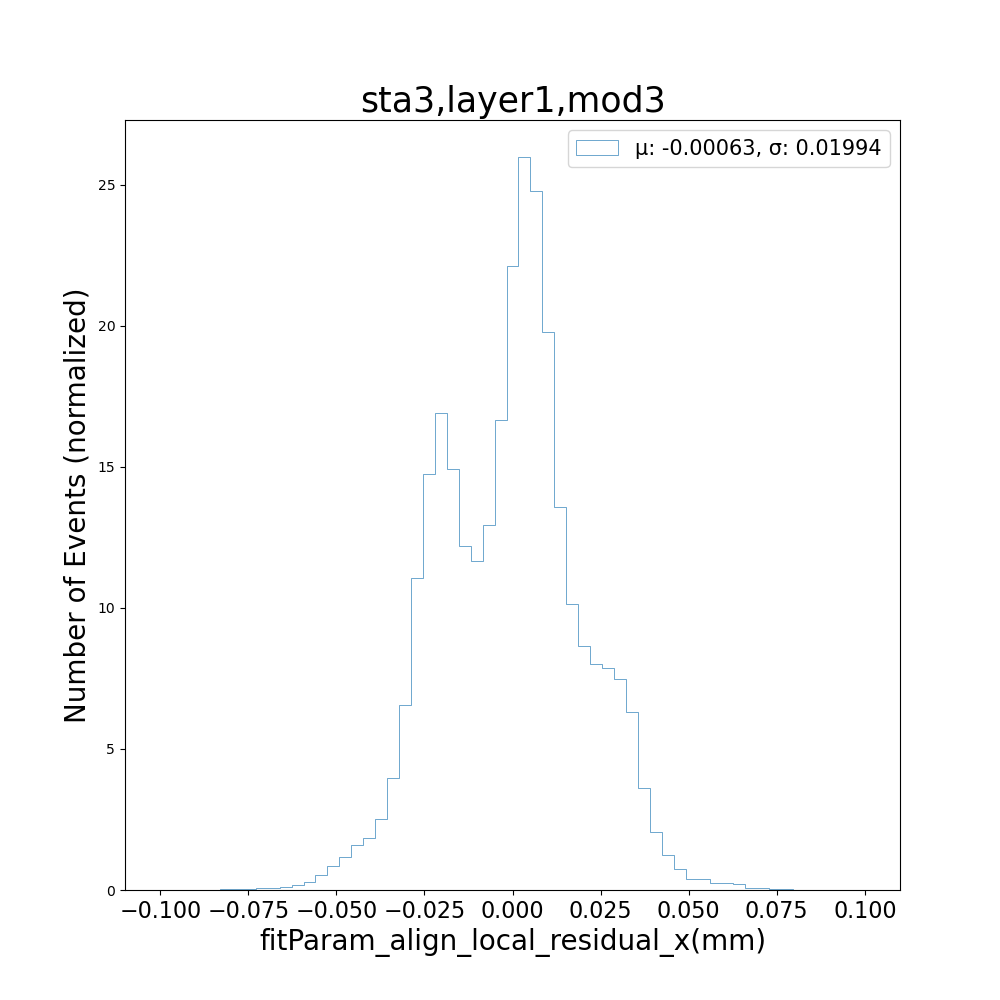 sta3,layer1,mod3
μ: -0.00063, σ: 0.01994
Number of Events (normalized)
25
20
15
10
5
0
−0.100 −0.075 −0.050 −0.025 0.000 0.025 0.050 0.075 0.100
fitParam_align_local_residual_x(mm)